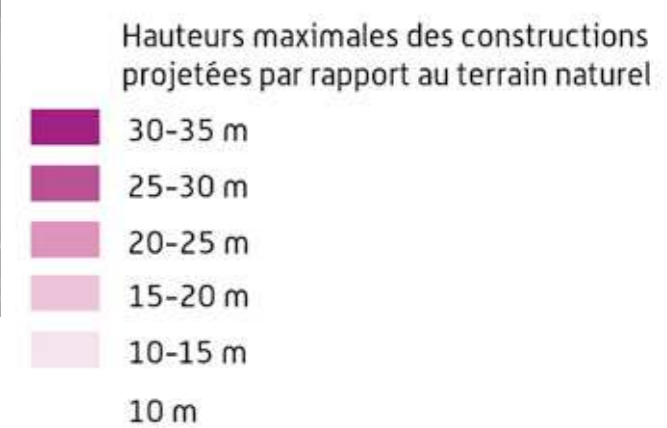 Hauteurs maximales des constructions
projetées par rapport au terrain naturel
30-35 m
25-30 m
20-25 m
15-20 m
10-15 m
10 m